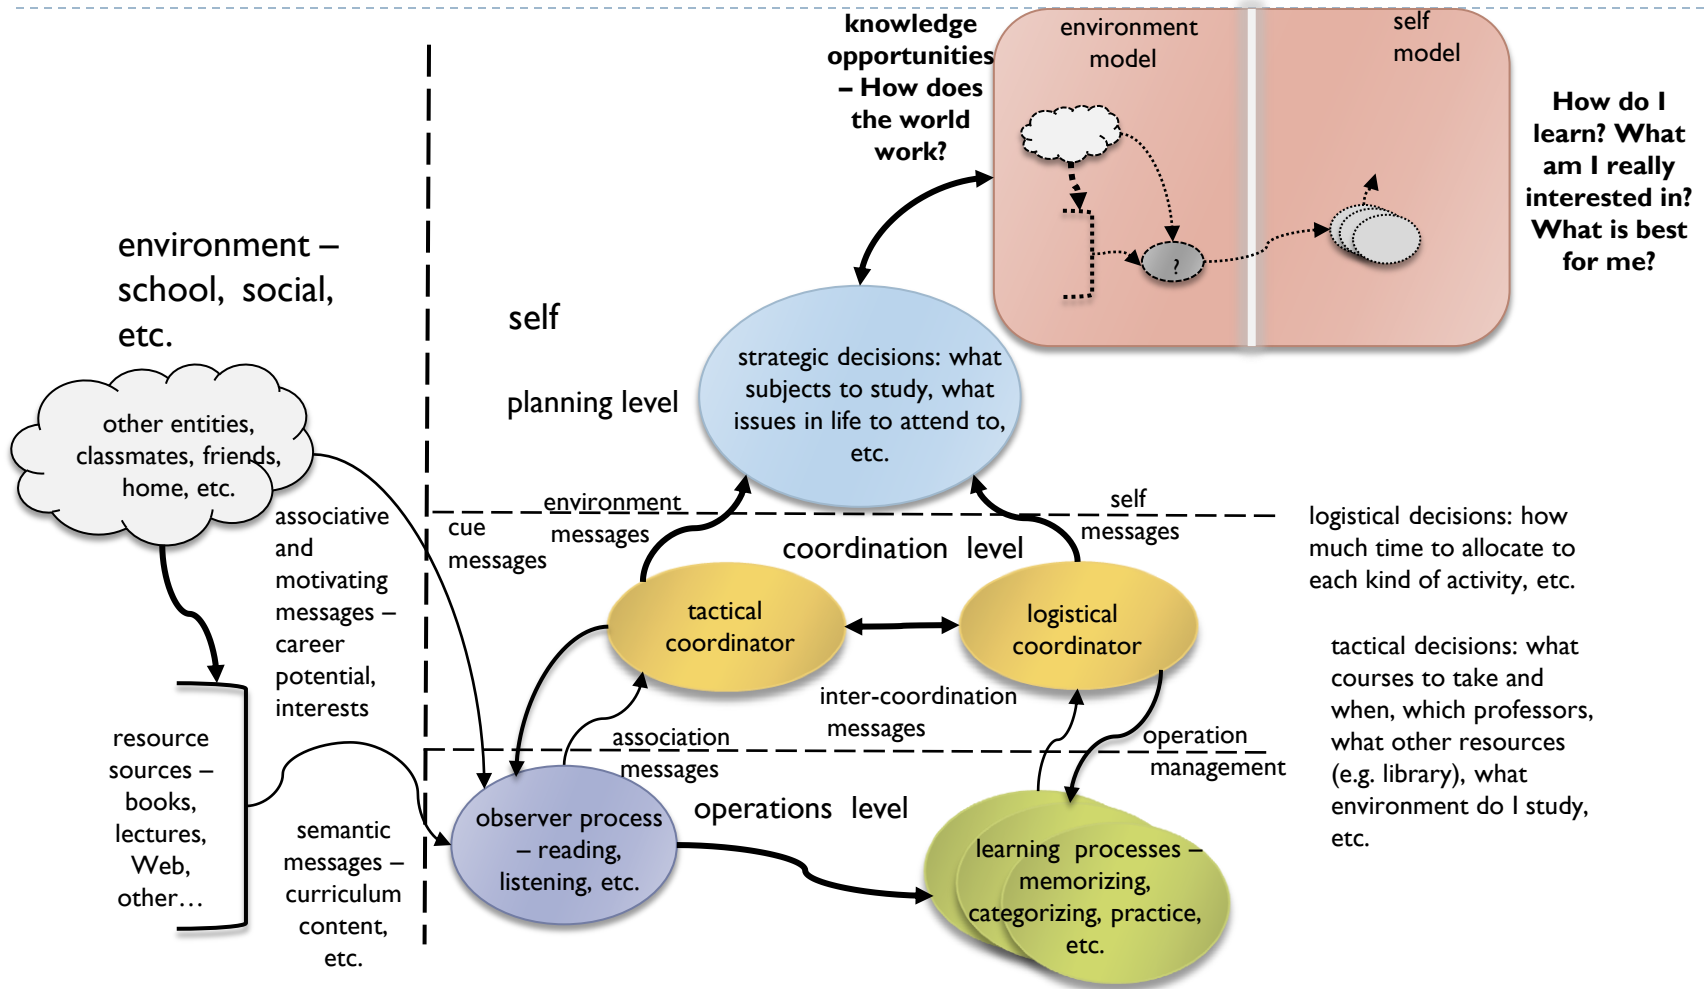 knowledge
opportunities
– How does
the world
work?
environment
model
self
model
How do I
learn? What
am I really
interested in?
What is best
for me?
?
environment –
school, social,
etc.
self
planning level
strategic decisions: what
subjects to study, what
issues in life to attend to,
etc.
other entities,
classmates, friends,
home, etc.
associative
and
motivating
messages –
career
potential,
interests
cue
messages
environment
messages
self
messages
coordination level
logistical decisions: how
much time to allocate to
each kind of activity, etc.
tactical
coordinator
logistical
coordinator
inter-coordination
messages
tactical decisions: what
courses to take and
when, which professors,
what other resources
(e.g. library), what
environment do I study,
etc.
resource
sources –
books,
lectures,
Web,
other…
association
messages
operation
management
operations level
semantic
messages –
curriculum
content,
etc.
observer process
– reading,
listening, etc.
learning processes –
memorizing,
categorizing, practice,
etc.